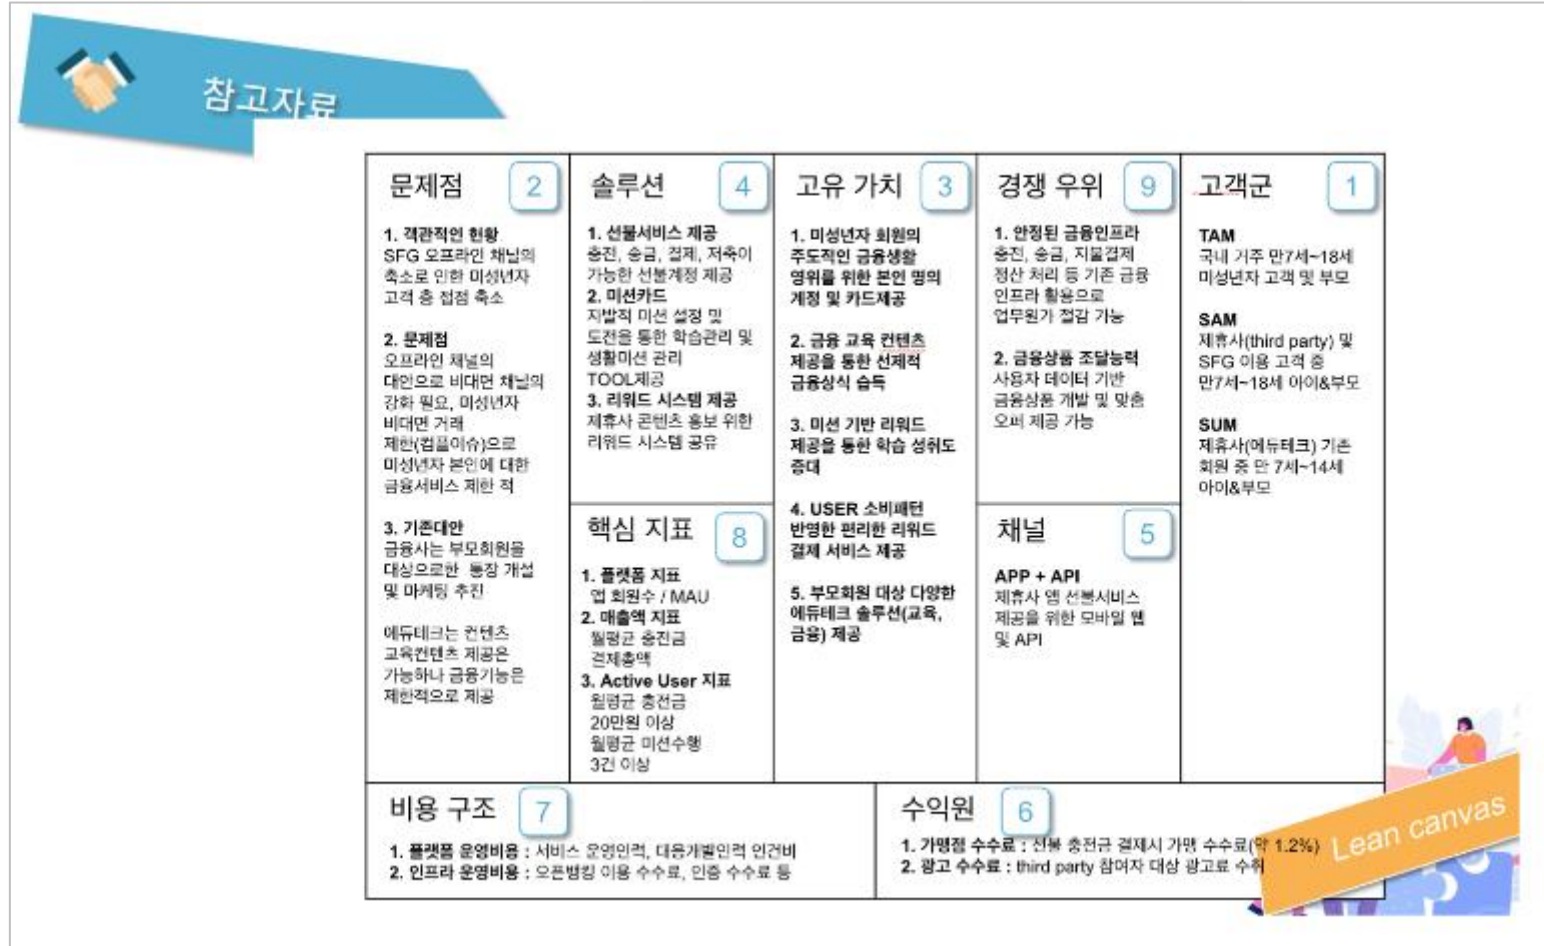 참고자료
문제점 2
1. 객관적인 현황
SFG 오프라인 채널의
축소로 인한 미성년자
고객 층 접점 축소
2. 문제점
오프라인 채널의
대안으로 비대면 채널의
강화 필요, 미성년자
비대면 거래
제한(컴플이슈)으로
미성년자 본인에 대한
금융서비스 제한 적
3. 기존대안
금융사는 부모회원을
대상으로한 통장 개설
및 마케팅 추진
에듀테크는 컨텐츠
교육컨텐츠 제공은
가능하나 금융기능은
제한적으로 제공
솔루션 4
1. 선불서비스 제공
충전, 송금, 결제, 저축이
가능한 선불계정 제공
2. 미션카드
자발적 미션 설정 및
도전을 통한 학습관리 및
생활미션 관리
TOOL제공
3. 리워드 시스템 제공
제휴사 콘텐츠 홍보 위한
리워드 시스템 공유
핵심 지표 8
1. 플랫폼 지표
앱 회원수 / MAU
2. 매출액 지표
월평균 충전금
결제총액
3. Active User 지표
월평균 충전금
20만원 이상
월평균 미션수행
3건 이상
고유 가치 3
1. 미성년자 회원의
주도적인 금융생활
영위를 위한 본인 명의
계정 및 카드제공
2. 금융 교육 컨텐츠
제공을 통한 선제적
금융상식 습득
3. 미션 기반 리워드
제공을 통한 학습 성취도
증대
4. USER 소비패턴
반영한 편리한 리워드
결제 서비스 제공
5. 부모회원 대상 다양한
에듀테크 솔루션(교육,
금융) 제공
경쟁 우위 9
1. 안정된 금융인프라
충전, 송금, 지불결제
정산 처리 등 기존 금융
인프라 활용으로
업무원가 절감 가능
2. 금융상품 조달능력
사용자 데이터 기반
금융상품 개발 및 맞춤
오퍼 제공 가능
채널 5
APP + API
제휴사 앱 선불서비스
제공을 위한 모바일 웹
및 API
고객군 1
TAM
국내 거주 만7세~18세
미성년자 고객 및 부모
SAM
제휴사(third party) 및
SFG 이용 고객 중
만7세~18세 아이&부모
SUM
제휴사(에듀테크) 기존
회원 중 만 7세~14세
아이&부모
비용 구조 7
1. 플랫폼 운영비용 : 서비스 운영인력, 대응개발인력 인건비
2. 인프라 운영비용 : 오픈뱅킹 이용 수수료, 인증 수수료 등
수익원 6
1. 가맹점 수수료 : 선불 충전금 결제시 가맹 수수료(약 1.2%)
2. 광고 수수료 : third party 참여자 대상 광고료 수취
Lean canvas